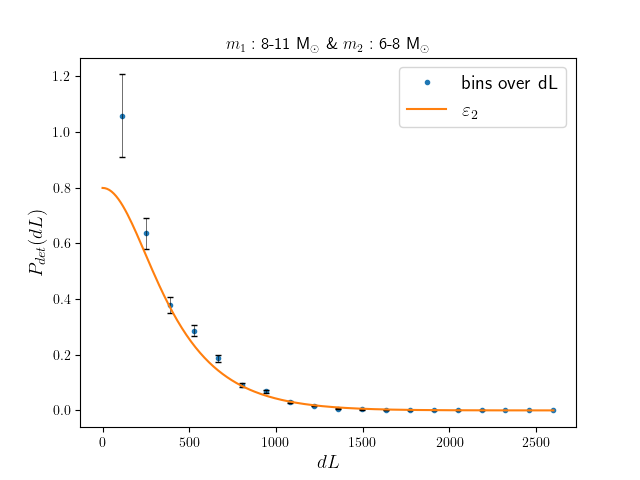 m₁ : 8-11 M⊙ & m₂ : 6-8 M⊙
bins over dL
ε₂
P_det(dL)
1.2
1.0
0.8
0.6
0.4
0.2
0.0
0 500 1000 1500 2000 2500
dL